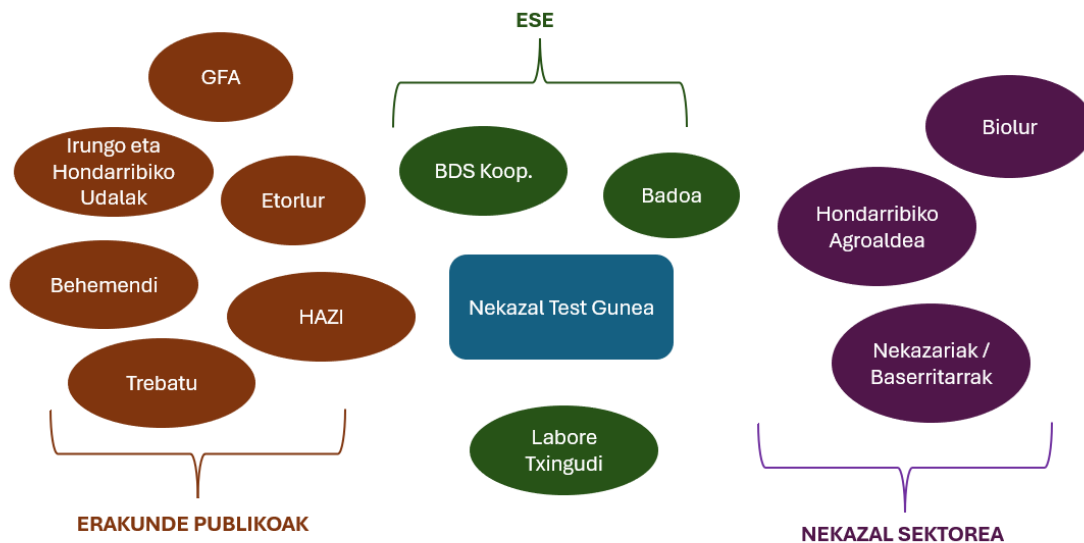 ESE
GFA
Irungo eta
Hondarribiko
Udalak
Etorlur
Behemendi
HAZI
Trebatu
ERAKUNDE PUBLIKOAK
BDS Koop.
Badoa
Nekazal Test Gunea
Labore
Txingudi
Biolur
Hondarribiko
Agroaldea
Nekazariak /
Baserritarrak
NEKAZAL SEKTOREA